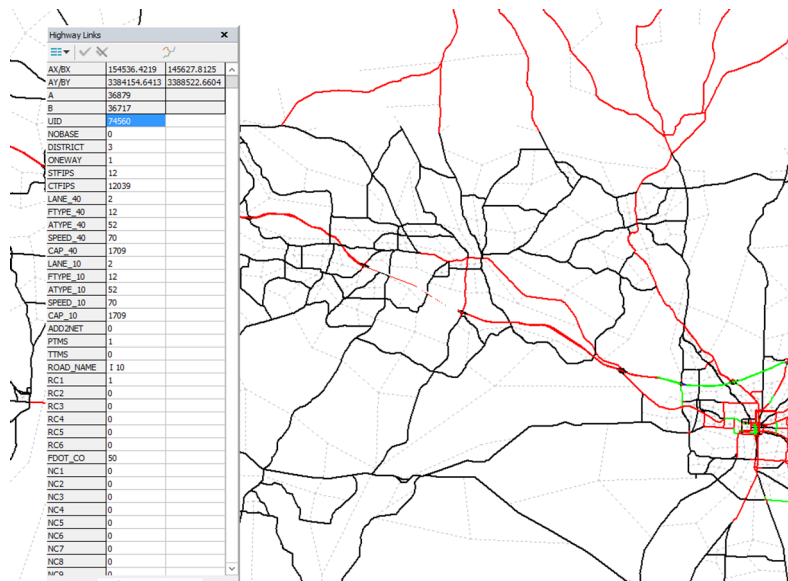 Highway Links
AX/BX 154536.4219 145627.8125
AY/BY 3384154.6413 3388522.6604
A 36879
B 36717
UID 74560
NOBASE 0
DISTRICT 3
ONEWAY 1
STFIPS 12
CTFIPS 12039
LANE_40 2
FTYPE_40 12
ATYPE_40 52
SPEED_40 70
CAP_40 1709
LANE_10 2
FTYPE_10 12
ATYPE_10 52
SPEED_10 70
CAP_10 1709
ADD2NET 0
PTMS 1
TTMS 0
ROAD_NAME I 10
RC1 1
RC2 0
RC3 0
RC4 0
RC5 0
RC6 0
FDOT_CO 50
NC1 0
NC2 0
NC3 0
NC4 0
NC5 0
NC6 0
NC7 0
NC8 0
NC9 0